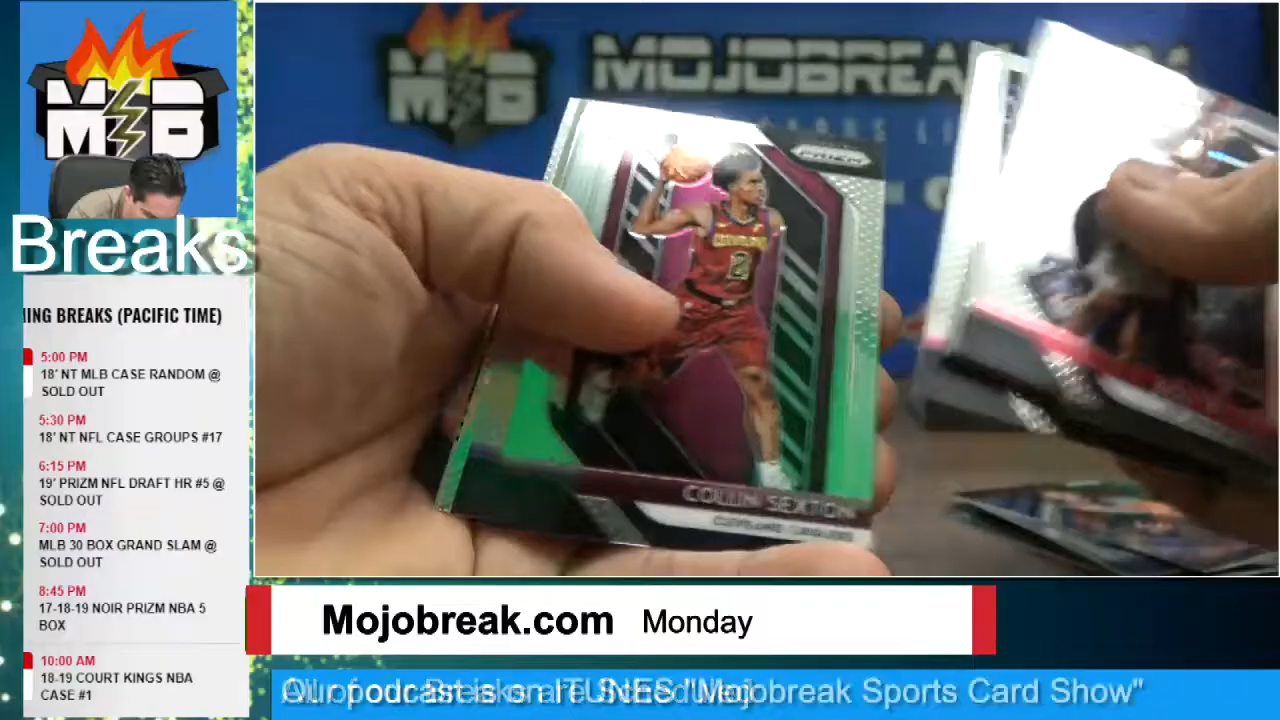 M B
Breaks
ING BREAKS (PACIFIC TIME)
5:00 PM
18' NT MLB CASE RANDOM @
SOLD OUT
5:30 PM
18' NT NFL CASE GROUPS #17
6:15 PM
19' PRIZM NFL DRAFT HR #5 @
SOLD OUT
7:00 PM
MLB 30 BOX GRAND SLAM @
SOLD OUT
8:45 PM
17-18-19 NOIR PRIZM NBA 5
BOX
10:00 AM
18-19 COURT KINGS NBA
CASE #1
M B
MOJOBREAK
PRIZM
2
COLLIN SEXTON
CLEVELAND CAVALIERS
Mojobreak.com Monday
"Mojobreak Sports Card Show"